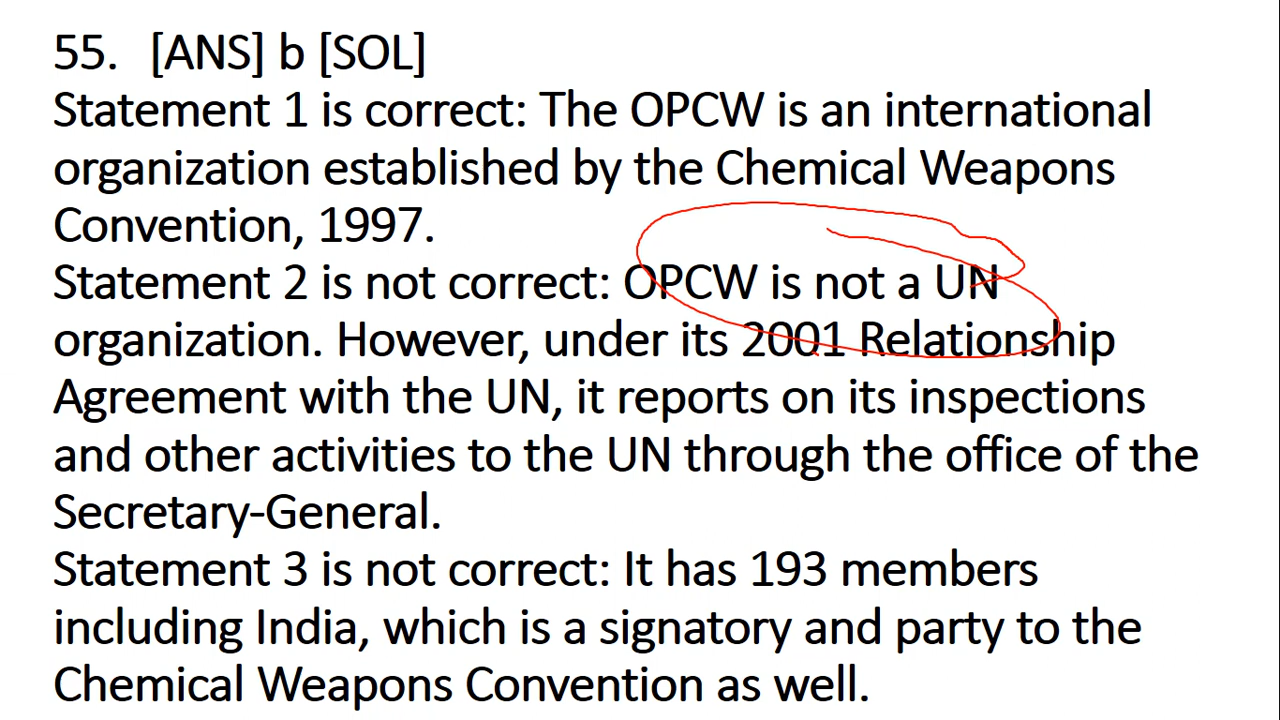 55. [ANS] b [SOL]
Statement 1 is correct: The OPCW is an international
organization established by the Chemical Weapons
Convention, 1997.
Statement 2 is not correct: OPCW is not a UN
organization. However, under its 2001 Relationship
Agreement with the UN, it reports on its inspections
and other activities to the UN through the office of the
Secretary-General.
Statement 3 is not correct: It has 193 members
including India, which is a signatory and party to the
Chemical Weapons Convention as well.